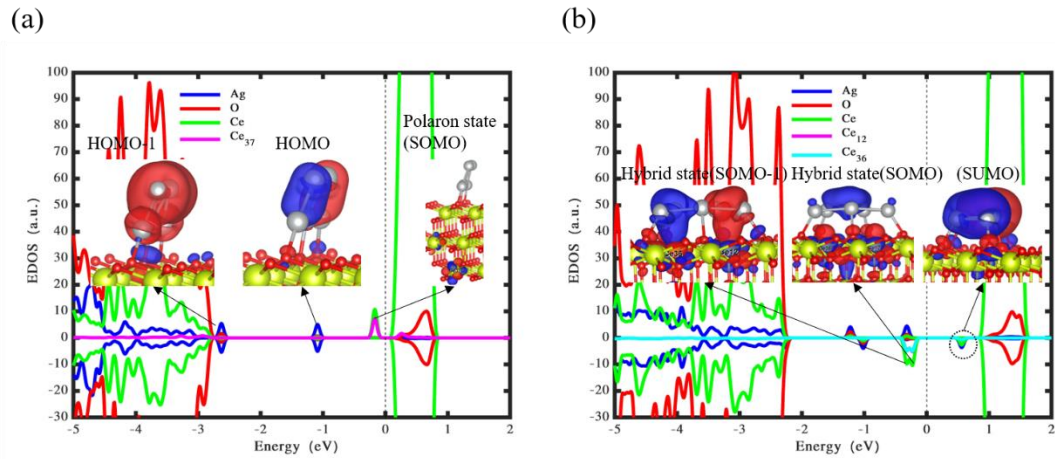 (a)
(b)
100
90
80
70
60
50
40
30
20
10
0
-10
-20
-30
EDOS (a.u.)
Ag
O
Ce
Ce37
HOMO-1
HOMO
Polaron state
(SOMO)
-5 -4 -3 -2 -1 0 1 2
Energy (eV)
100
90
80
70
60
50
40
30
20
10
0
-10
-20
-30
EDOS (a.u.)
Ag
O
Ce
Ce12
Ce36
Hybrid state(SOMO-1) Hybrid state(SOMO) (SUMO)
-5 -4 -3 -2 -1 0 1 2
Energy (eV)